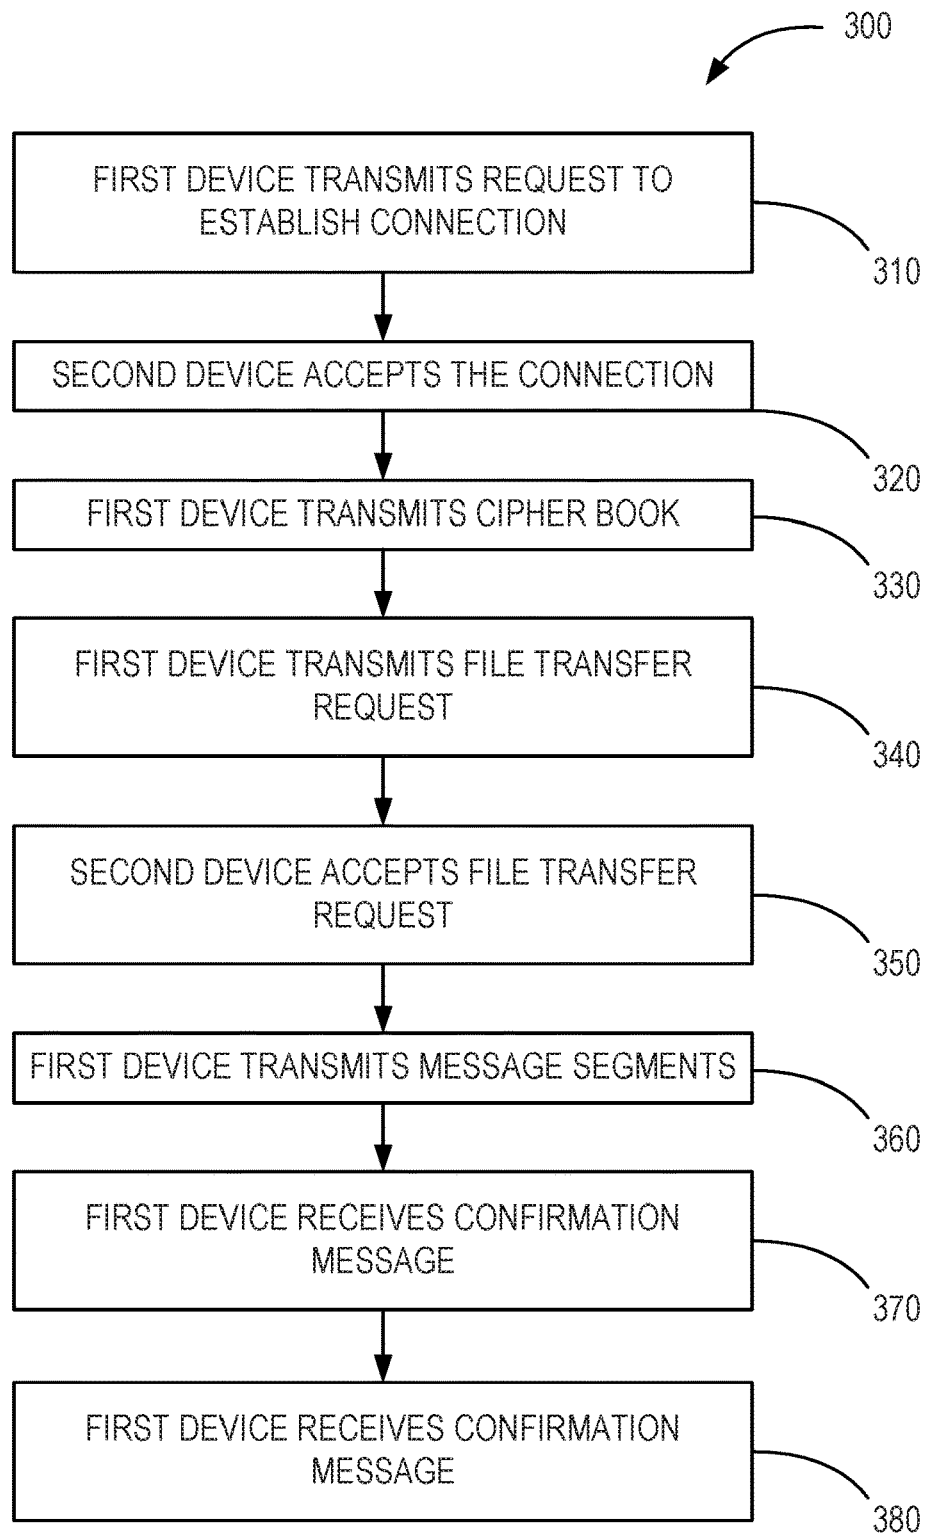 300
FIRST DEVICE TRANSMITS REQUEST TO
ESTABLISH CONNECTION
310
SECOND DEVICE ACCEPTS THE CONNECTION
320
FIRST DEVICE TRANSMITS CIPHER BOOK
330
FIRST DEVICE TRANSMITS FILE TRANSFER
REQUEST
340
SECOND DEVICE ACCEPTS FILE TRANSFER
REQUEST
350
FIRST DEVICE TRANSMITS MESSAGE SEGMENTS
360
FIRST DEVICE RECEIVES CONFIRMATION
MESSAGE
370
FIRST DEVICE RECEIVES CONFIRMATION
MESSAGE
380